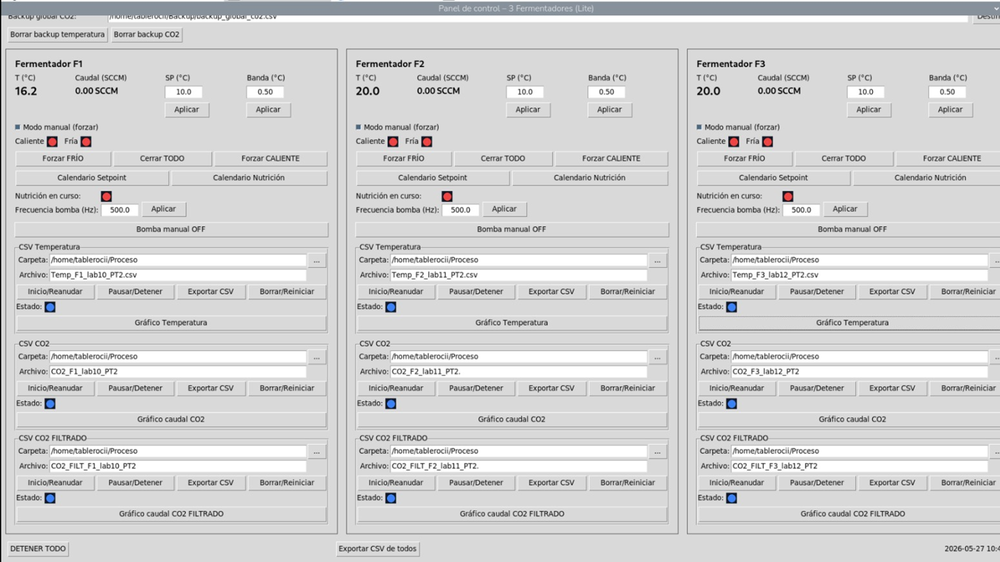 Panel de control – 3 Fermentadores (Lite)
Backup global CO2: /home/tablerocii/Backup/backup_global_co2.csv
Borrar backup temperatura Borrar backup CO2
Fermentador F1
T (°C) Caudal (SCCM) SP (°C) Banda (°C)
16.2 0.00 SCCM 10.0 0.50
Aplicar Aplicar
Modo manual (forzar)
Caliente Fría
Forzar FRÍO Cerrar TODO Forzar CALIENTE
Calendario Setpoint Calendario Nutrición
Nutrición en curso:
Frecuencia bomba (Hz): 500.0 Aplicar
Bomba manual OFF
CSV Temperatura
Carpeta: /home/tablerocii/Proceso ...
Archivo: Temp_F1_lab10_PT2.csv
Inicio/Reanudar Pausar/Detener Exportar CSV Borrar/Reiniciar
Estado:
Gráfico Temperatura
CSV CO2
Carpeta: /home/tablerocii/Proceso ...
Archivo: CO2_F1_lab10_PT2
Inicio/Reanudar Pausar/Detener Exportar CSV Borrar/Reiniciar
Estado:
Gráfico caudal CO2
CSV CO2 FILTRADO
Carpeta: /home/tablerocii/Proceso ...
Archivo: CO2_FILT_F1_lab10_PT2
Inicio/Reanudar Pausar/Detener Exportar CSV Borrar/Reiniciar
Estado:
Gráfico caudal CO2 FILTRADO
Fermentador F2
T (°C) Caudal (SCCM) SP (°C) Banda (°C)
20.0 0.00 SCCM 10.0 0.50
Aplicar Aplicar
Modo manual (forzar)
Caliente Fría
Forzar FRÍO Cerrar TODO Forzar CALIENTE
Calendario Setpoint Calendario Nutrición
Nutrición en curso:
Frecuencia bomba (Hz): 500.0 Aplicar
Bomba manual OFF
CSV Temperatura
Carpeta: /home/tablerocii/Proceso ...
Archivo: Temp_F2_lab11_PT2.csv
Inicio/Reanudar Pausar/Detener Exportar CSV Borrar/Reiniciar
Estado:
Gráfico Temperatura
CSV CO2
Carpeta: /home/tablerocii/Proceso ...
Archivo: CO2_F2_lab11_PT2.
Inicio/Reanudar Pausar/Detener Exportar CSV Borrar/Reiniciar
Estado:
Gráfico caudal CO2
CSV CO2 FILTRADO
Carpeta: /home/tablerocii/Proceso ...
Archivo: CO2_FILT_F2_lab11_PT2.
Inicio/Reanudar Pausar/Detener Exportar CSV Borrar/Reiniciar
Estado:
Gráfico caudal CO2 FILTRADO
Fermentador F3
T (°C) Caudal (SCCM) SP (°C) Banda (°C)
20.0 0.00 SCCM 10.0 0.50
Aplicar Aplicar
Modo manual (forzar)
Caliente Fría
Forzar FRÍO Cerrar TODO Forzar CALIENTE
Calendario Setpoint Calendario Nutrición
Nutrición en curso:
Frecuencia bomba (Hz): 500.0 Aplicar
Bomba manual OFF
CSV Temperatura
Carpeta: /home/tablerocii/Proceso ...
Archivo: Temp_F3_lab12_PT2.csv
Inicio/Reanudar Pausar/Detener Exportar CSV Borrar/Reiniciar
Estado:
Gráfico Temperatura
CSV CO2
Carpeta: /home/tablerocii/Proceso ...
Archivo: CO2_F3_lab12_PT2
Inicio/Reanudar Pausar/Detener Exportar CSV Borrar/Reiniciar
Estado:
Gráfico caudal CO2
CSV CO2 FILTRADO
Carpeta: /home/tablerocii/Proceso ...
Archivo: CO2_FILT_F3_lab12_PT2
Inicio/Reanudar Pausar/Detener Exportar CSV Borrar/Reiniciar
Estado:
Gráfico caudal CO2 FILTRADO
DETENER TODO Exportar CSV de todos 2026-05-27